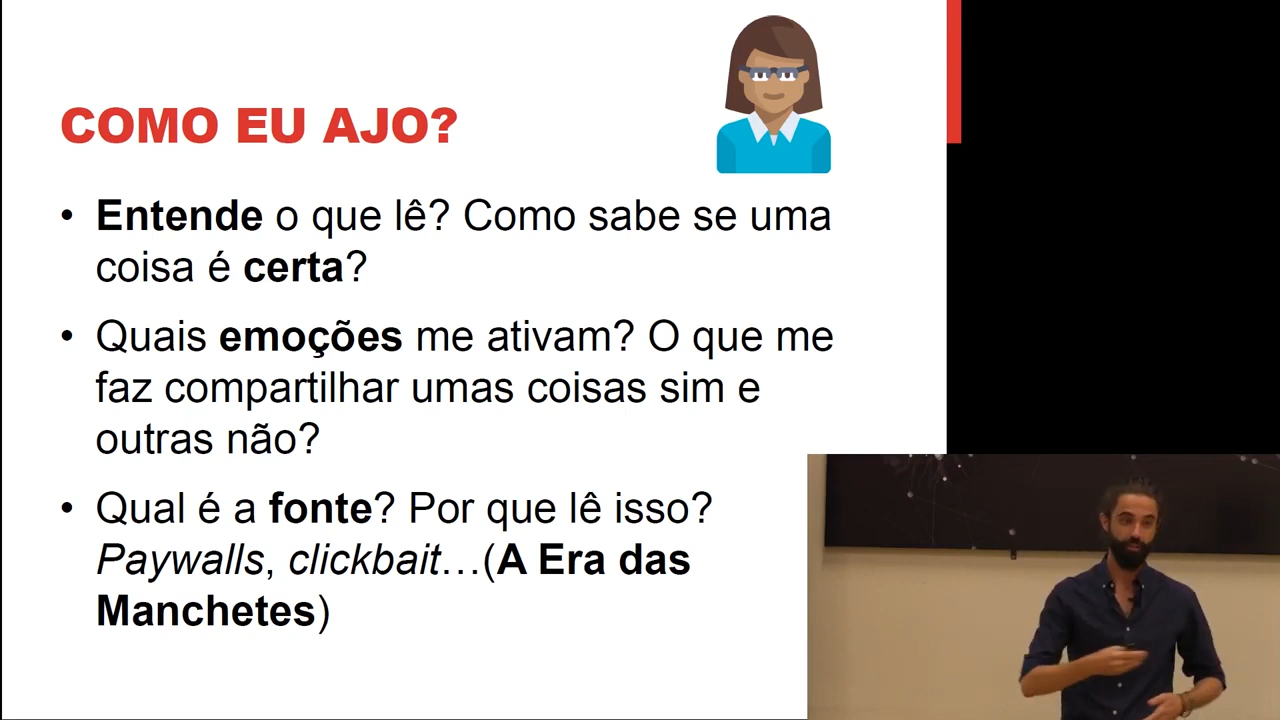 COMO EU AJO?
• Entende o que lê? Como sabe se uma
coisa é certa?
• Quais emoções me ativam? O que me
faz compartilhar umas coisas sim e
outras não?
• Qual é a fonte? Por que lê isso?
Paywalls, clickbait…(A Era das
Manchetes)